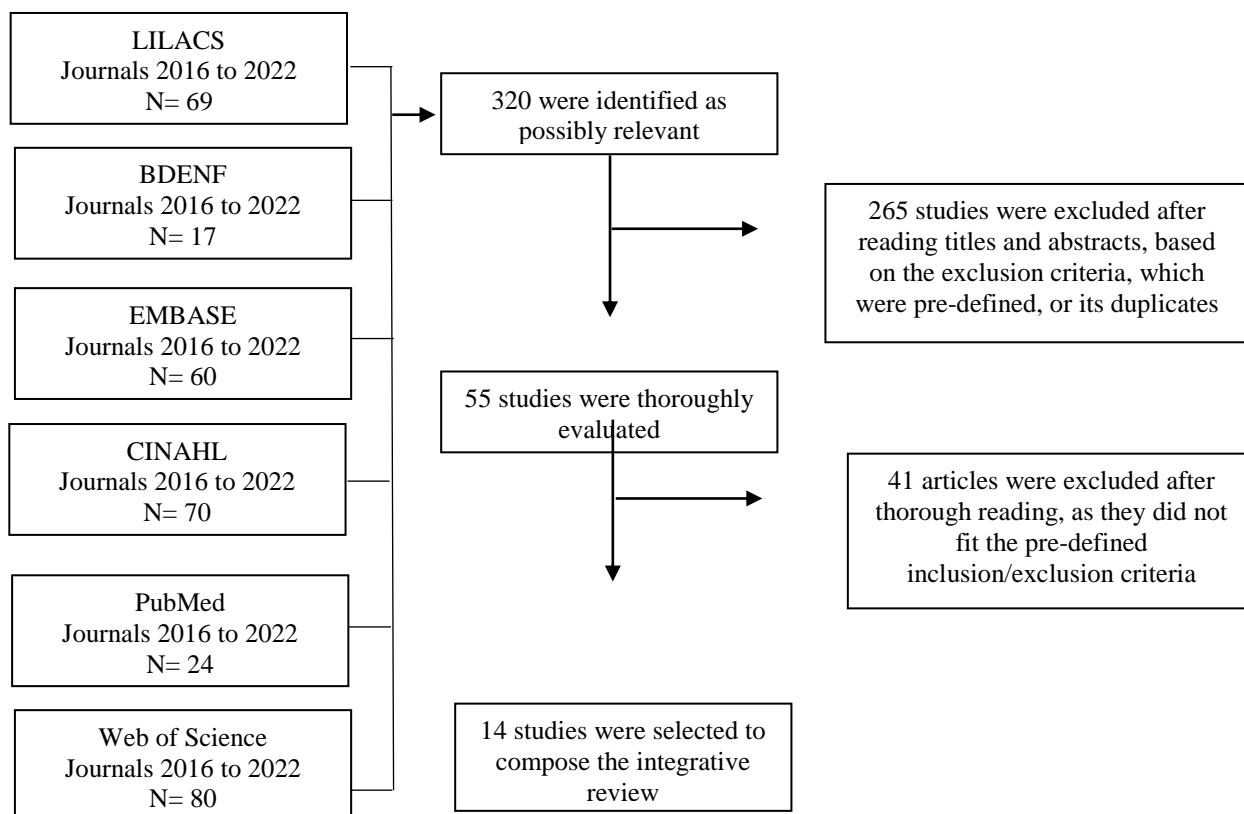 LILACS
Journals 2016 to 2022
N= 69
BDENF
Journals 2016 to 2022
N= 17
EMBASE
Journals 2016 to 2022
N= 60
CINAHL
Journals 2016 to 2022
N= 70
PubMed
Journals 2016 to 2022
N= 24
Web of Science
Journals 2016 to 2022
N= 80
320 were identified as
possibly relevant
265 studies were excluded after
reading titles and abstracts, based
on the exclusion criteria, which
were pre-defined, or its duplicates
55 studies were thoroughly
evaluated
41 articles were excluded after
thorough reading, as they did not
fit the pre-defined
inclusion/exclusion criteria
14 studies were selected to
compose the integrative
review